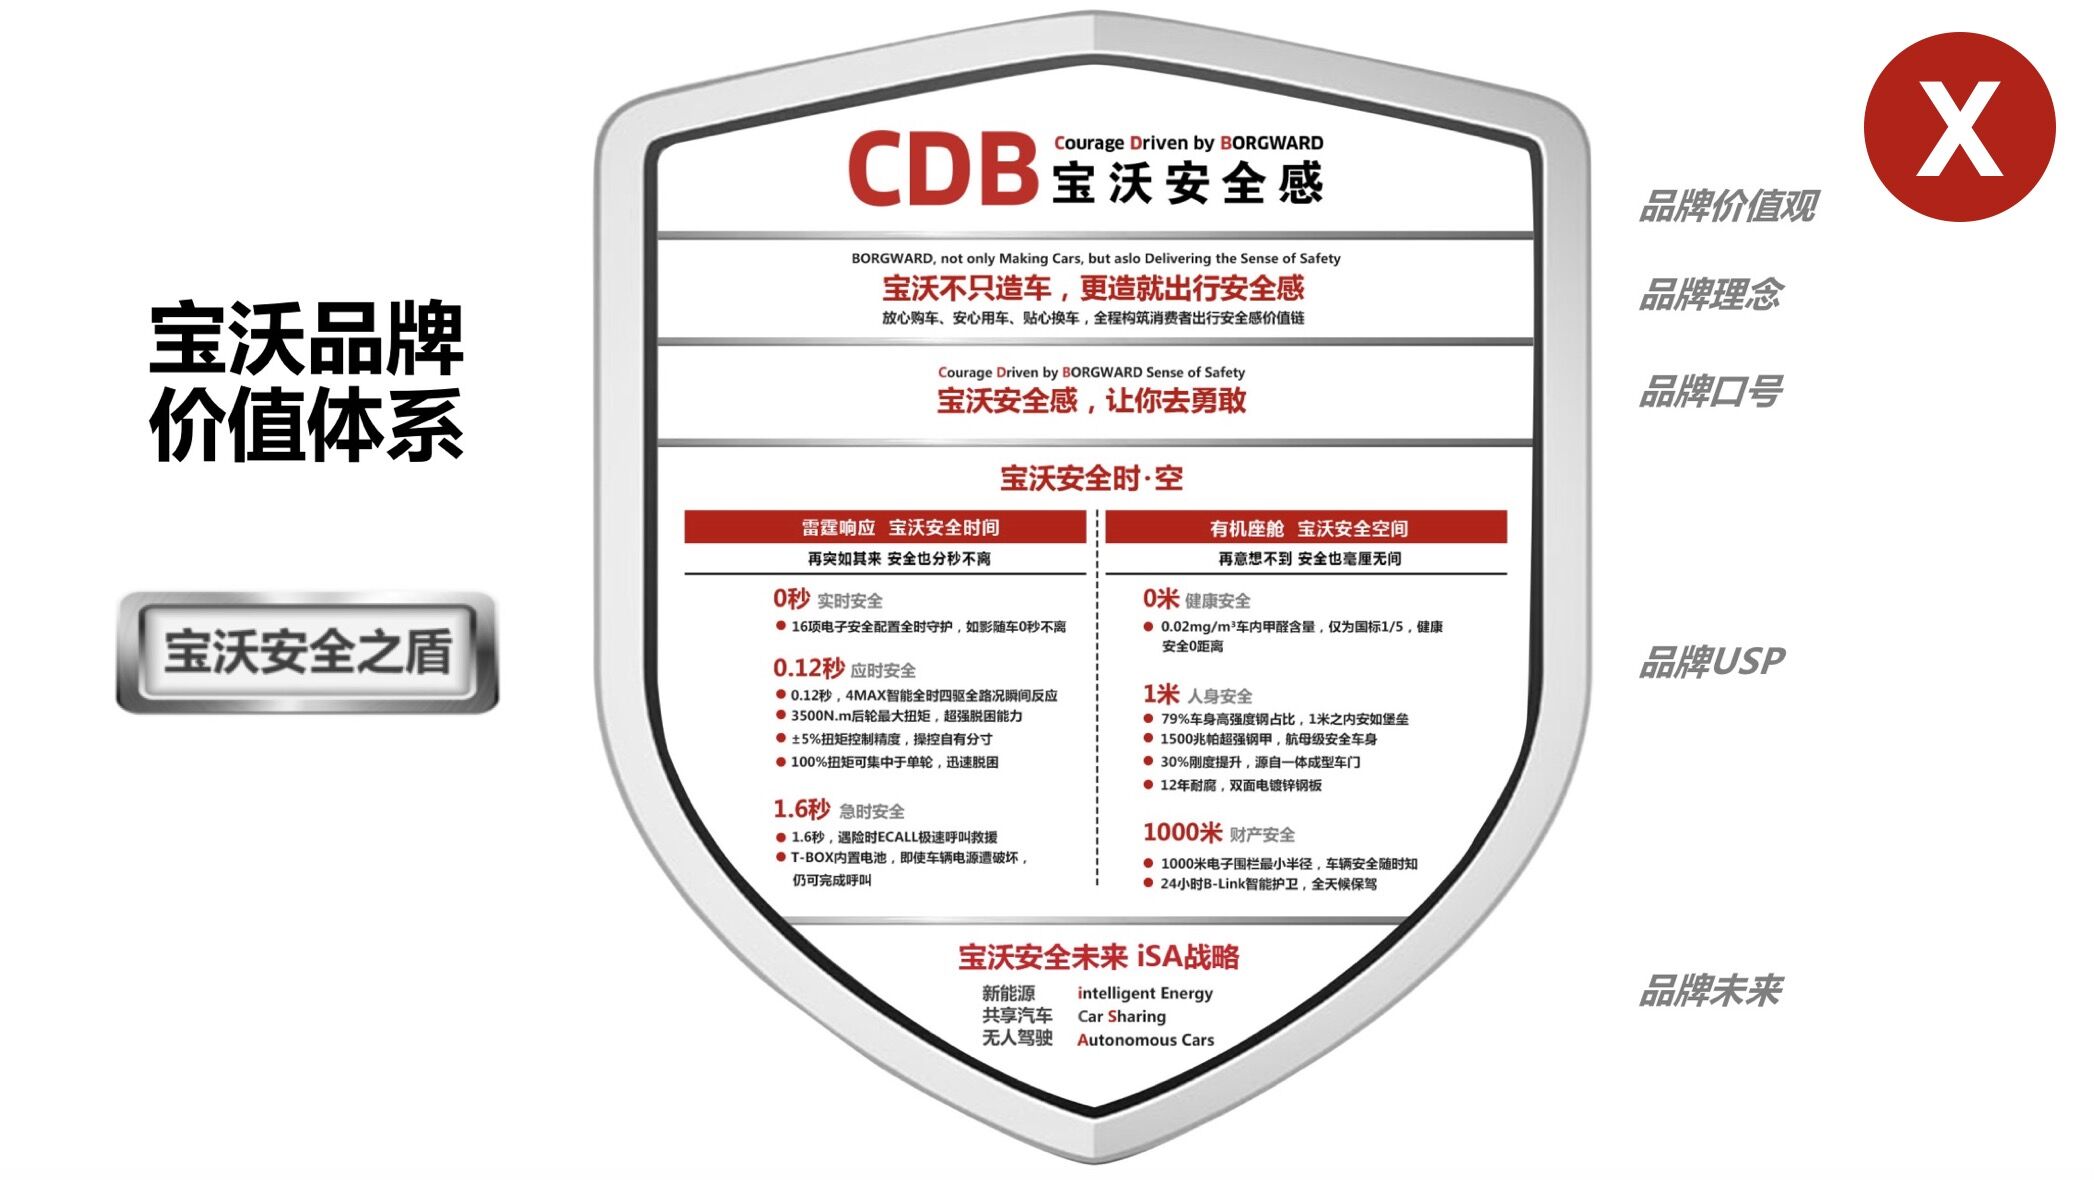 X
宝沃品牌
价值体系
宝沃安全之盾
CDB
Courage Driven by BORGWARD
宝沃安全感
品牌价值观
BORGWARD, not only Making Cars, but aslo Delivering the Sense of Safety
宝沃不只造车，更造就出行安全感
放心购车、安心用车、贴心换车，全程构筑消费者出行安全感价值链
品牌理念
Courage Driven by BORGWARD Sense of Safety
宝沃安全感，让你去勇敢
品牌口号
宝沃安全时·空
雷霆响应 宝沃安全时间
再突如其来 安全也分秒不离
0秒 实时安全
16项电子安全配置全时守护，如影随车0秒不离
0.12秒 应时安全
0.12秒，4MAX智能全时四驱全路况瞬间反应
3500N.m后轮最大扭矩，超强脱困能力
±5%扭矩控制精度，操控自有分寸
100%扭矩可集中于单轮，迅速脱困
1.6秒 急时安全
1.6秒，遇险时ECALL极速呼叫救援
T-BOX内置电池，即使车辆电源遭破坏，
仍可完成呼叫
有机座舱 宝沃安全空间
再意想不到 安全也毫厘无间
0米 健康安全
0.02mg/m³车内甲醛含量，仅为国标1/5，健康
安全0距离
1米 人身安全
79%车身高强度钢占比，1米之内安如堡垒
1500兆帕超强钢甲，航母级安全车身
30%刚度提升，源自一体成型车门
12年耐腐，双面电镀锌钢板
1000米 财产安全
1000米电子围栏最小半径，车辆安全随时知
24小时B-Link智能护卫，全天候保驾
品牌USP
宝沃安全未来 iSA战略
新能源 intelligent Energy
共享汽车 Car Sharing
无人驾驶 Autonomous Cars
品牌未来